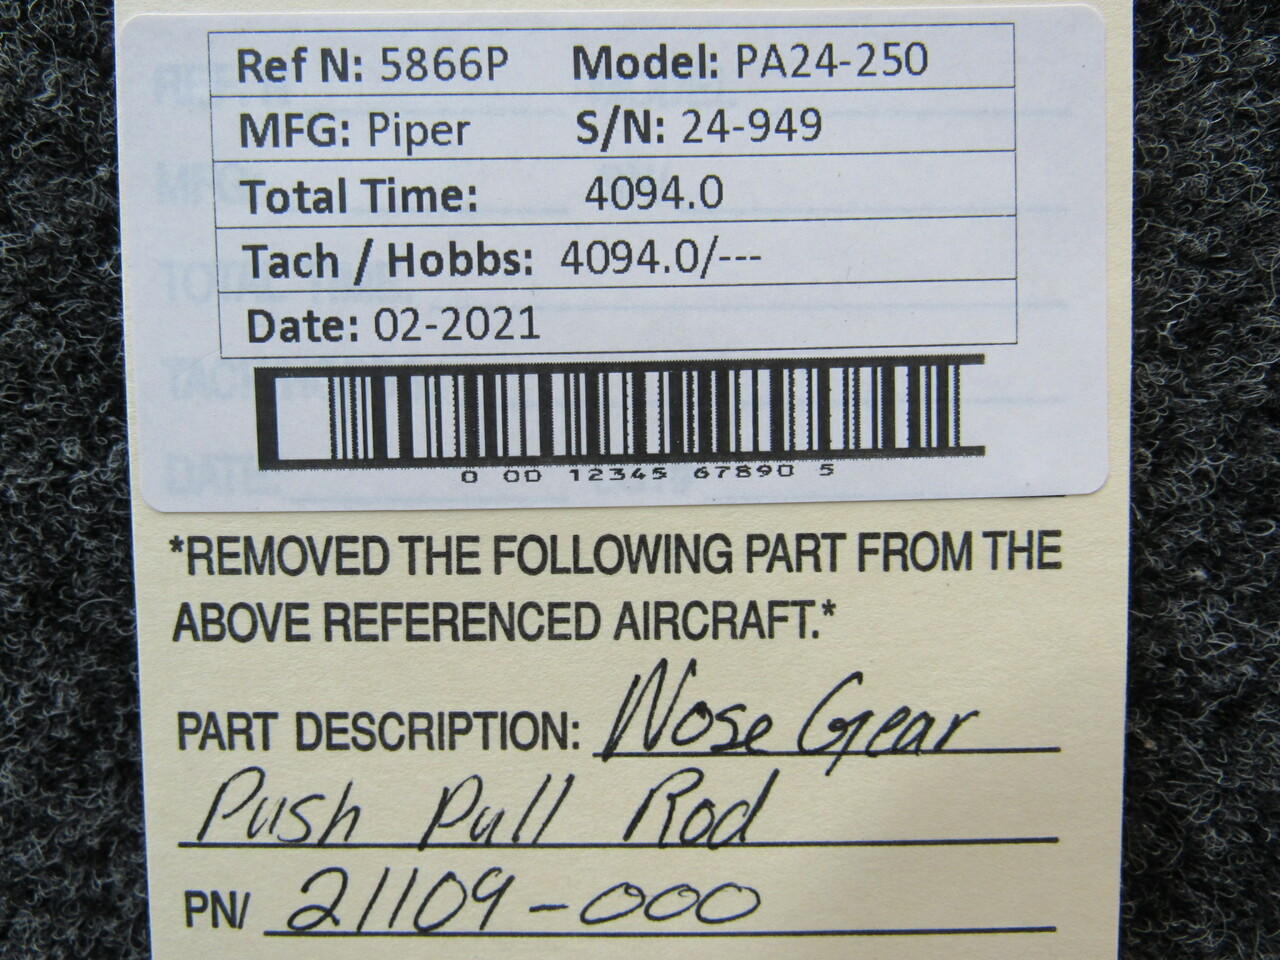 Ref N: 5866P Model: PA24-250
MFG: Piper S/N: 24-949
Total Time: 4094.0
Tach / Hobbs: 4094.0/---
Date: 02-2021
0 00 12345 67890 5
*REMOVED THE FOLLOWING PART FROM THE
ABOVE REFERENCED AIRCRAFT.*
PART DESCRIPTION: Nose Gear
Push Pull Rod
PN/ 21109-000